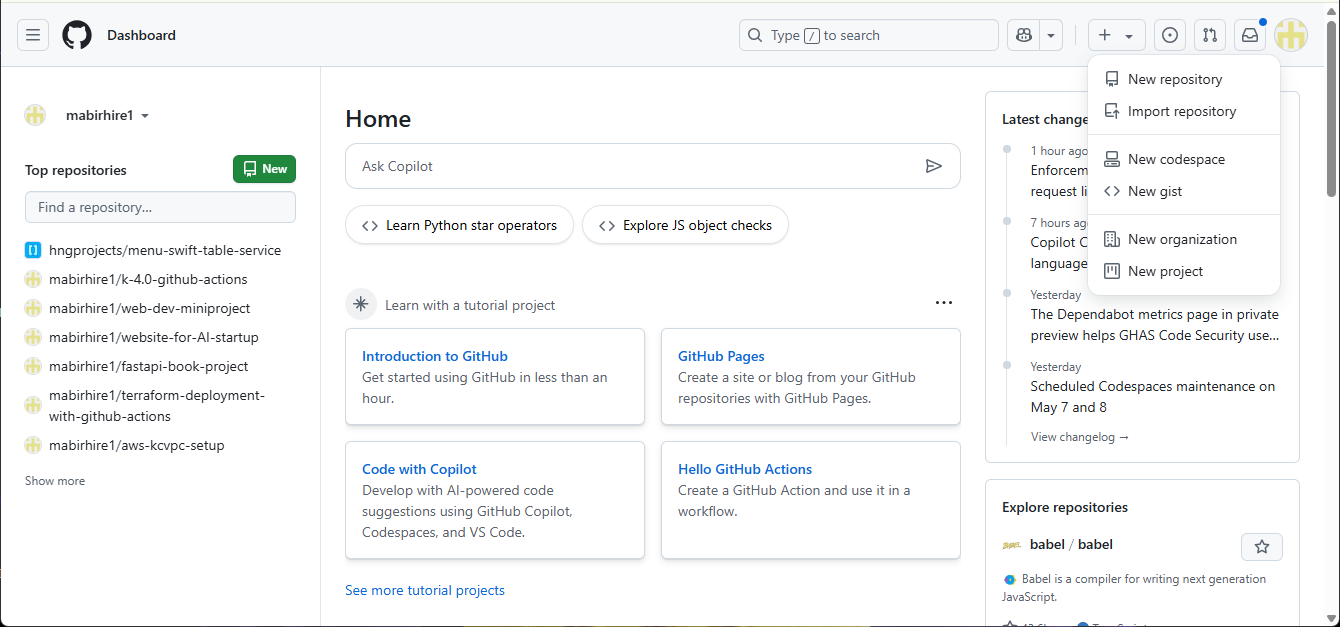 Dashboard
Type / to search
mabirhire1
Top repositories
New
Find a repository...
hngprojects/menu-swift-table-service
mabirhire1/k-4.0-github-actions
mabirhire1/web-dev-miniproject
mabirhire1/website-for-AI-startup
mabirhire1/fastapi-book-project
mabirhire1/terraform-deployment-
with-github-actions
mabirhire1/aws-kcvpc-setup
Show more
Home
Ask Copilot
Learn Python star operators
Explore JS object checks
Learn with a tutorial project
Introduction to GitHub
Get started using GitHub in less than an
hour.
GitHub Pages
Create a site or blog from your GitHub
repositories with GitHub Pages.
Code with Copilot
Develop with AI-powered code
suggestions using GitHub Copilot,
Codespaces, and VS Code.
Hello GitHub Actions
Create a GitHub Action and use it in a
workflow.
See more tutorial projects
New repository
Import repository
New codespace
New gist
New organization
New project
Latest change
1 hour ago
Enforcem
request li
7 hours ag
Copilot C
language
Yesterday
The Dependabot metrics page in private
preview helps GHAS Code Security use...
Yesterday
Scheduled Codespaces maintenance on
May 7 and 8
View changelog →
Explore repositories
babel / babel
Babel is a compiler for writing next generation
JavaScript.